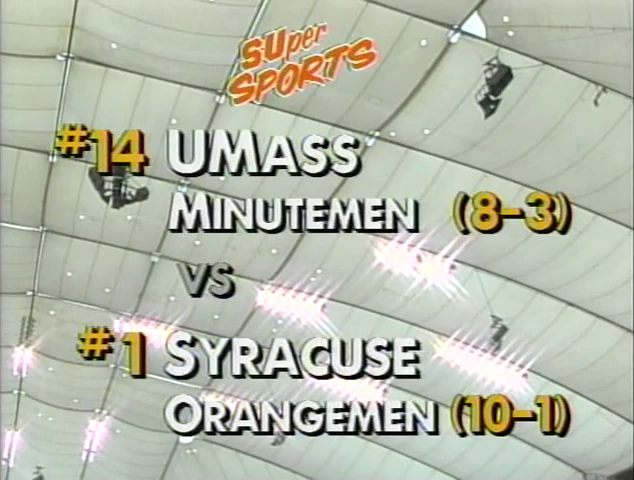 SUper
SPORTS
#14 UMASS
MINUTEMEN (8-3)
VS
#1 SYRACUSE
ORANGEMEN (10-1)